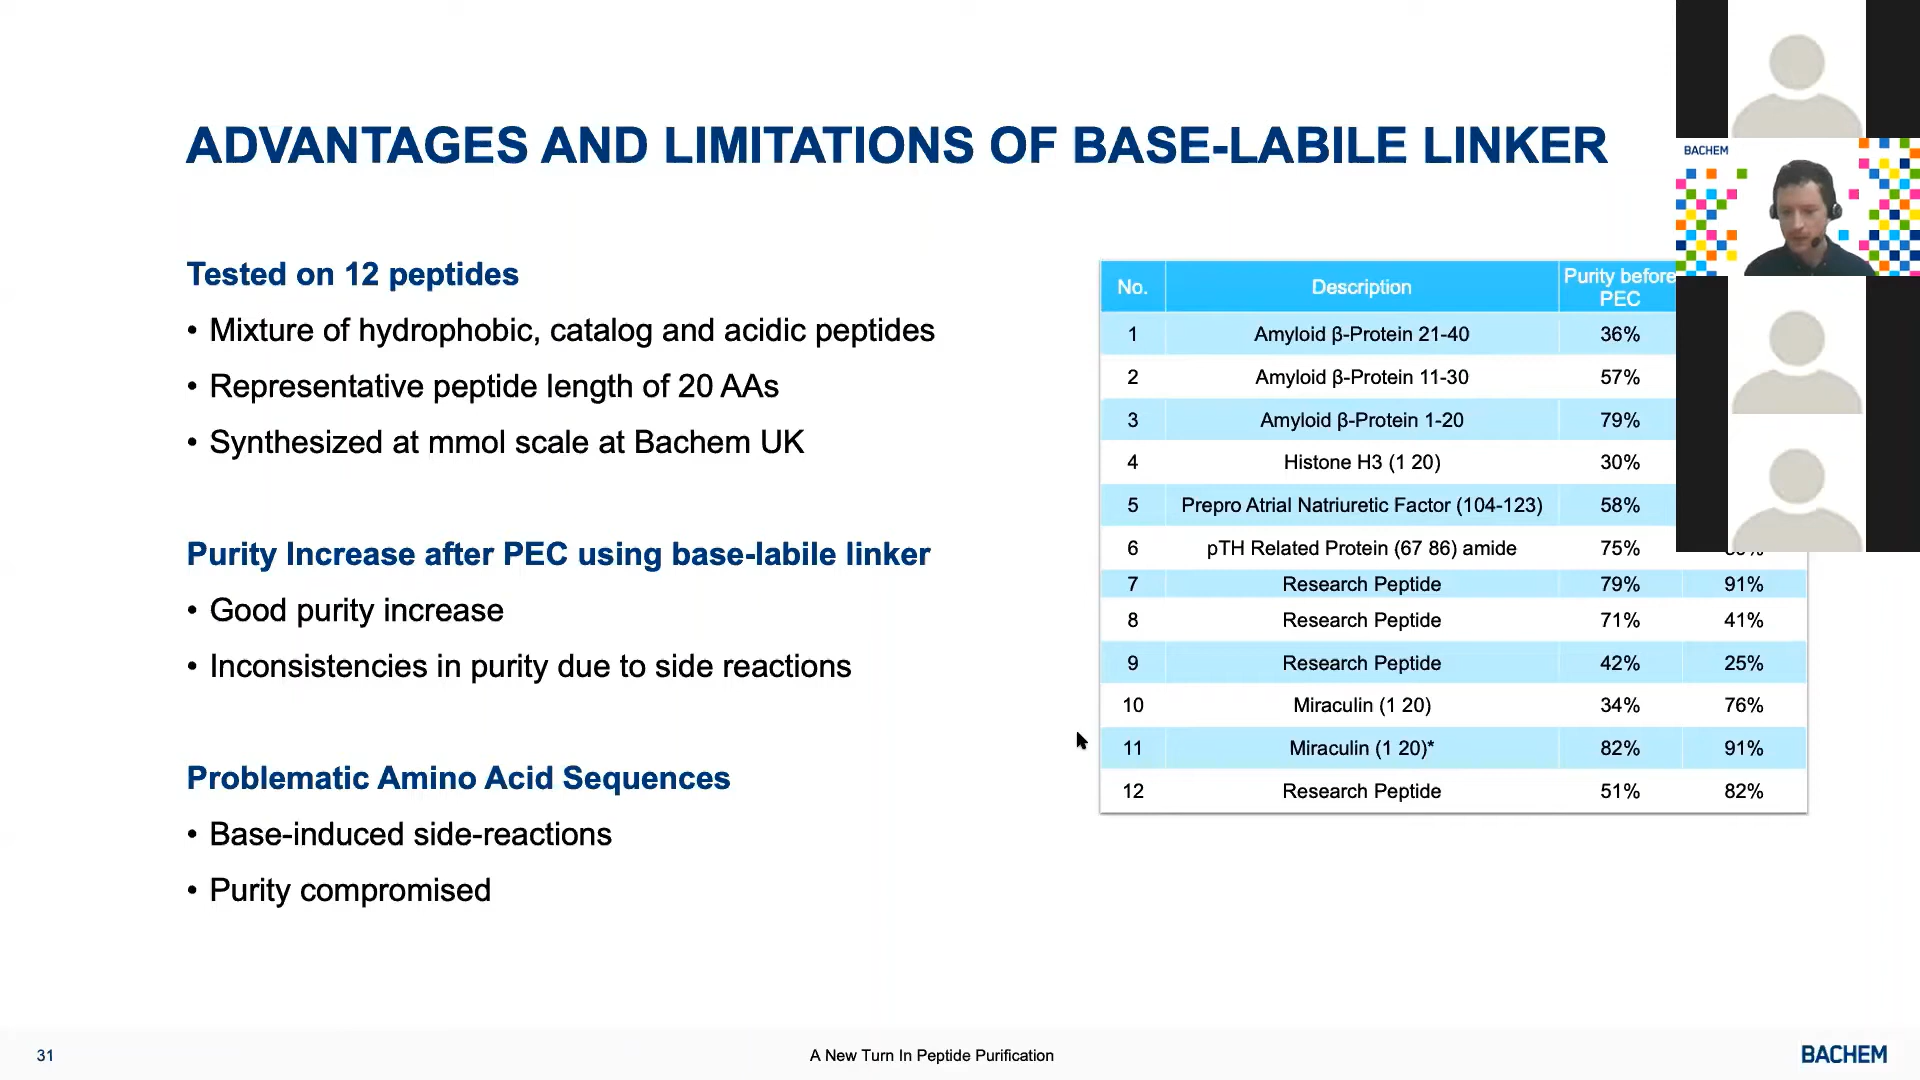 ADVANTAGES AND LIMITATIONS OF BASE-LABILE LINKER
BACHEM
Tested on 12 peptides
• Mixture of hydrophobic, catalog and acidic peptides
• Representative peptide length of 20 AAs
• Synthesized at mmol scale at Bachem UK
Purity Increase after PEC using base-labile linker
• Good purity increase
• Inconsistencies in purity due to side reactions
Problematic Amino Acid Sequences
• Base-induced side-reactions
• Purity compromised
No. Description Purity before PEC
1 Amyloid β-Protein 21-40 36%
2 Amyloid β-Protein 11-30 57%
3 Amyloid β-Protein 1-20 79%
4 Histone H3 (1 20) 30%
5 Prepro Atrial Natriuretic Factor (104-123) 58%
6 pTH Related Protein (67 86) amide 75%
7 Research Peptide 79% 91%
8 Research Peptide 71% 41%
9 Research Peptide 42% 25%
10 Miraculin (1 20) 34% 76%
11 Miraculin (1 20)* 82% 91%
12 Research Peptide 51% 82%
31
A New Turn In Peptide Purification
BACHEM